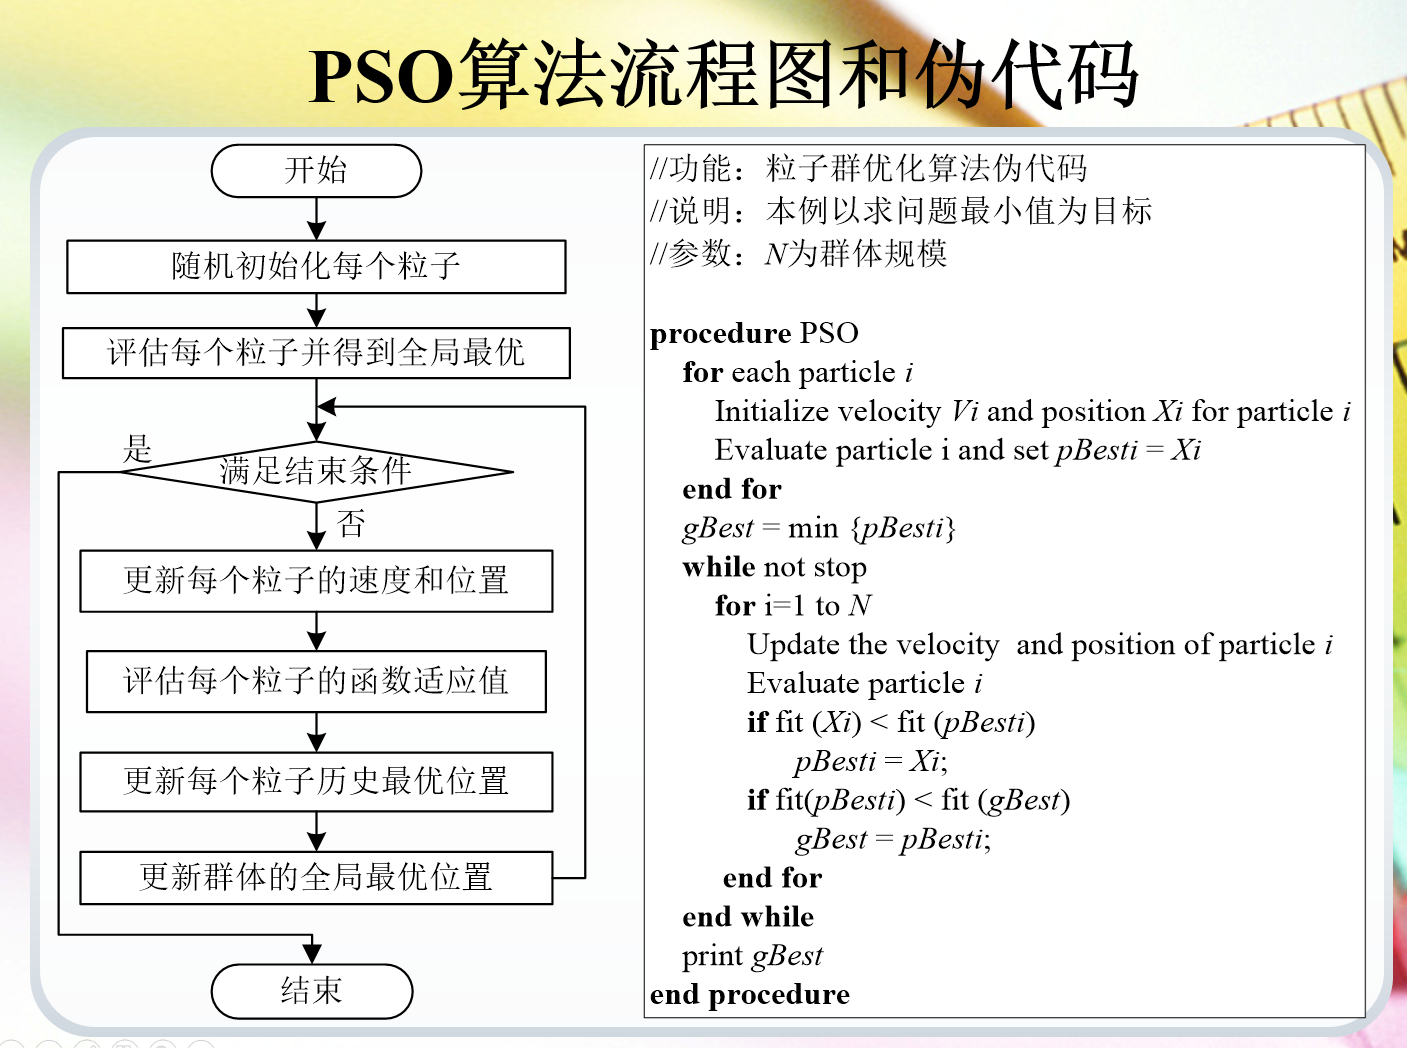 PSO算法流程图和伪代码
开始
随机初始化每个粒子
评估每个粒子并得到全局最优
是
满足结束条件
否
更新每个粒子的速度和位置
评估每个粒子的函数适应值
更新每个粒子历史最优位置
更新群体的全局最优位置
结束
//功能：粒子群优化算法伪代码
//说明：本例以求问题最小值为目标
//参数：N为群体规模
procedure PSO
for each particle i
Initialize velocity Vi and position Xi for particle i
Evaluate particle i and set pBesti = Xi
end for
gBest = min {pBesti}
while not stop
for i=1 to N
Update the velocity and position of particle i
Evaluate particle i
if fit (Xi) < fit (pBesti)
pBesti = Xi;
if fit(pBesti) < fit (gBest)
gBest = pBesti;
end for
end while
print gBest
end procedure